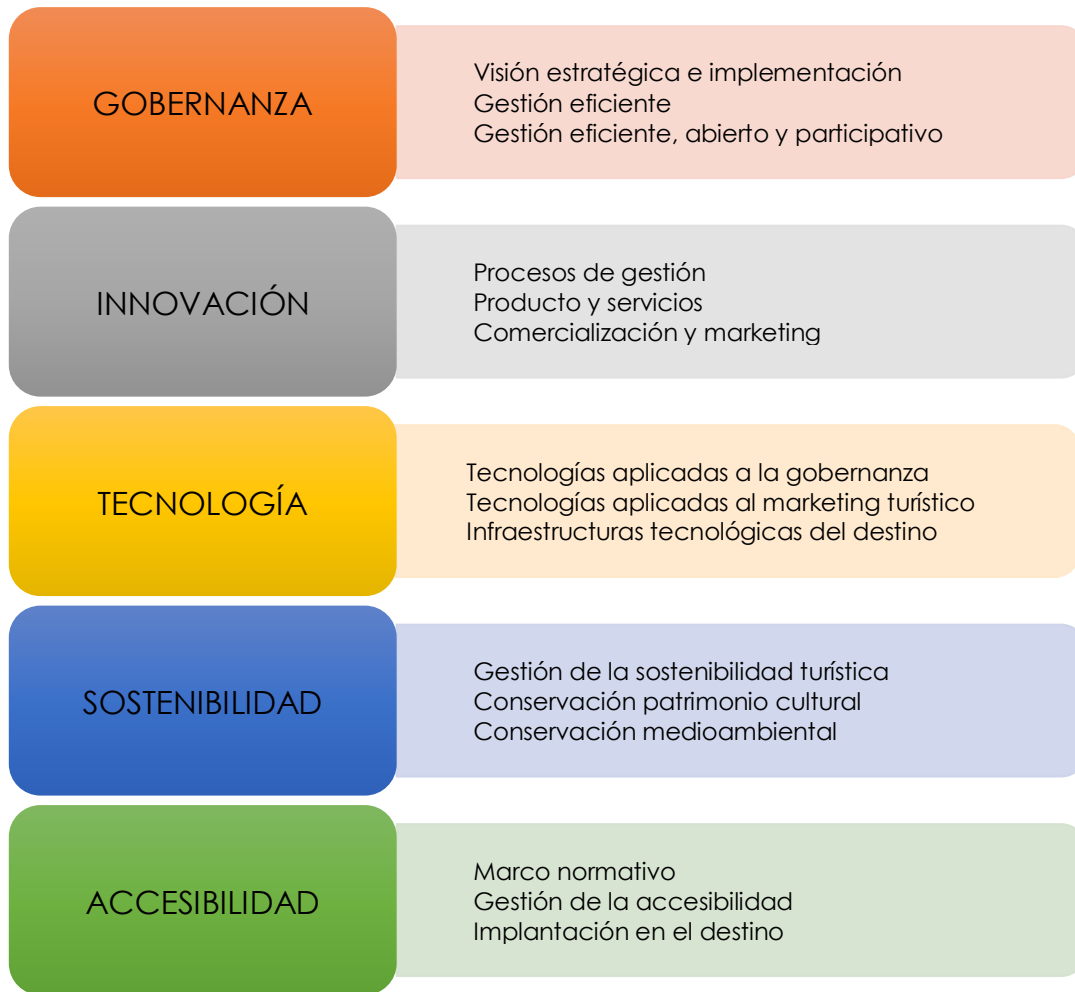 GOBERNANZA
Visión estratégica e implementación
Gestión eficiente
Gestión eficiente, abierto y participativo
INNOVACIÓN
Procesos de gestión
Producto y servicios
Comercialización y marketing
TECNOLOGÍA
Tecnologías aplicadas a la gobernanza
Tecnologías aplicadas al marketing turístico
Infraestructuras tecnológicas del destino
SOSTENIBILIDAD
Gestión de la sostenibilidad turística
Conservación patrimonio cultural
Conservación medioambiental
ACCESIBILIDAD
Marco normativo
Gestión de la accesibilidad
Implantación en el destino